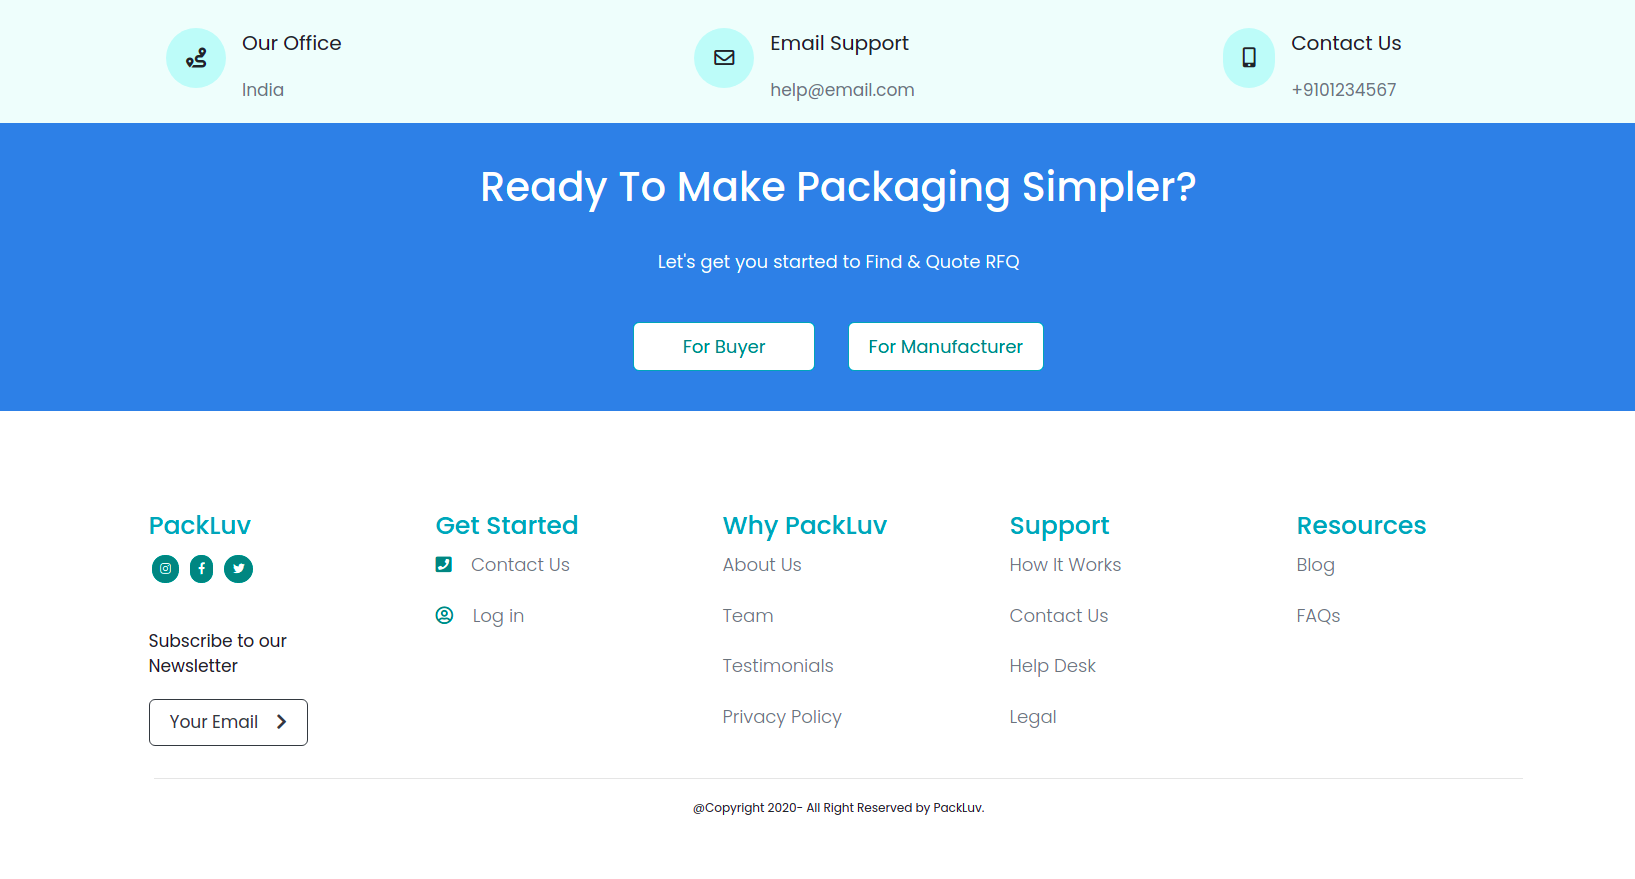 Our Office
India
Email Support
help@email.com
Contact Us
+9101234567
Ready To Make Packaging Simpler?
Let's get you started to Find & Quote RFQ
For Buyer
For Manufacturer
PackLuv
Subscribe to our
Newsletter
Your Email
Get Started
Contact Us
Log in
Why PackLuv
About Us
Team
Testimonials
Privacy Policy
Support
How It Works
Contact Us
Help Desk
Legal
Resources
Blog
FAQs
@Copyright 2020- All Right Reserved by PackLuv.